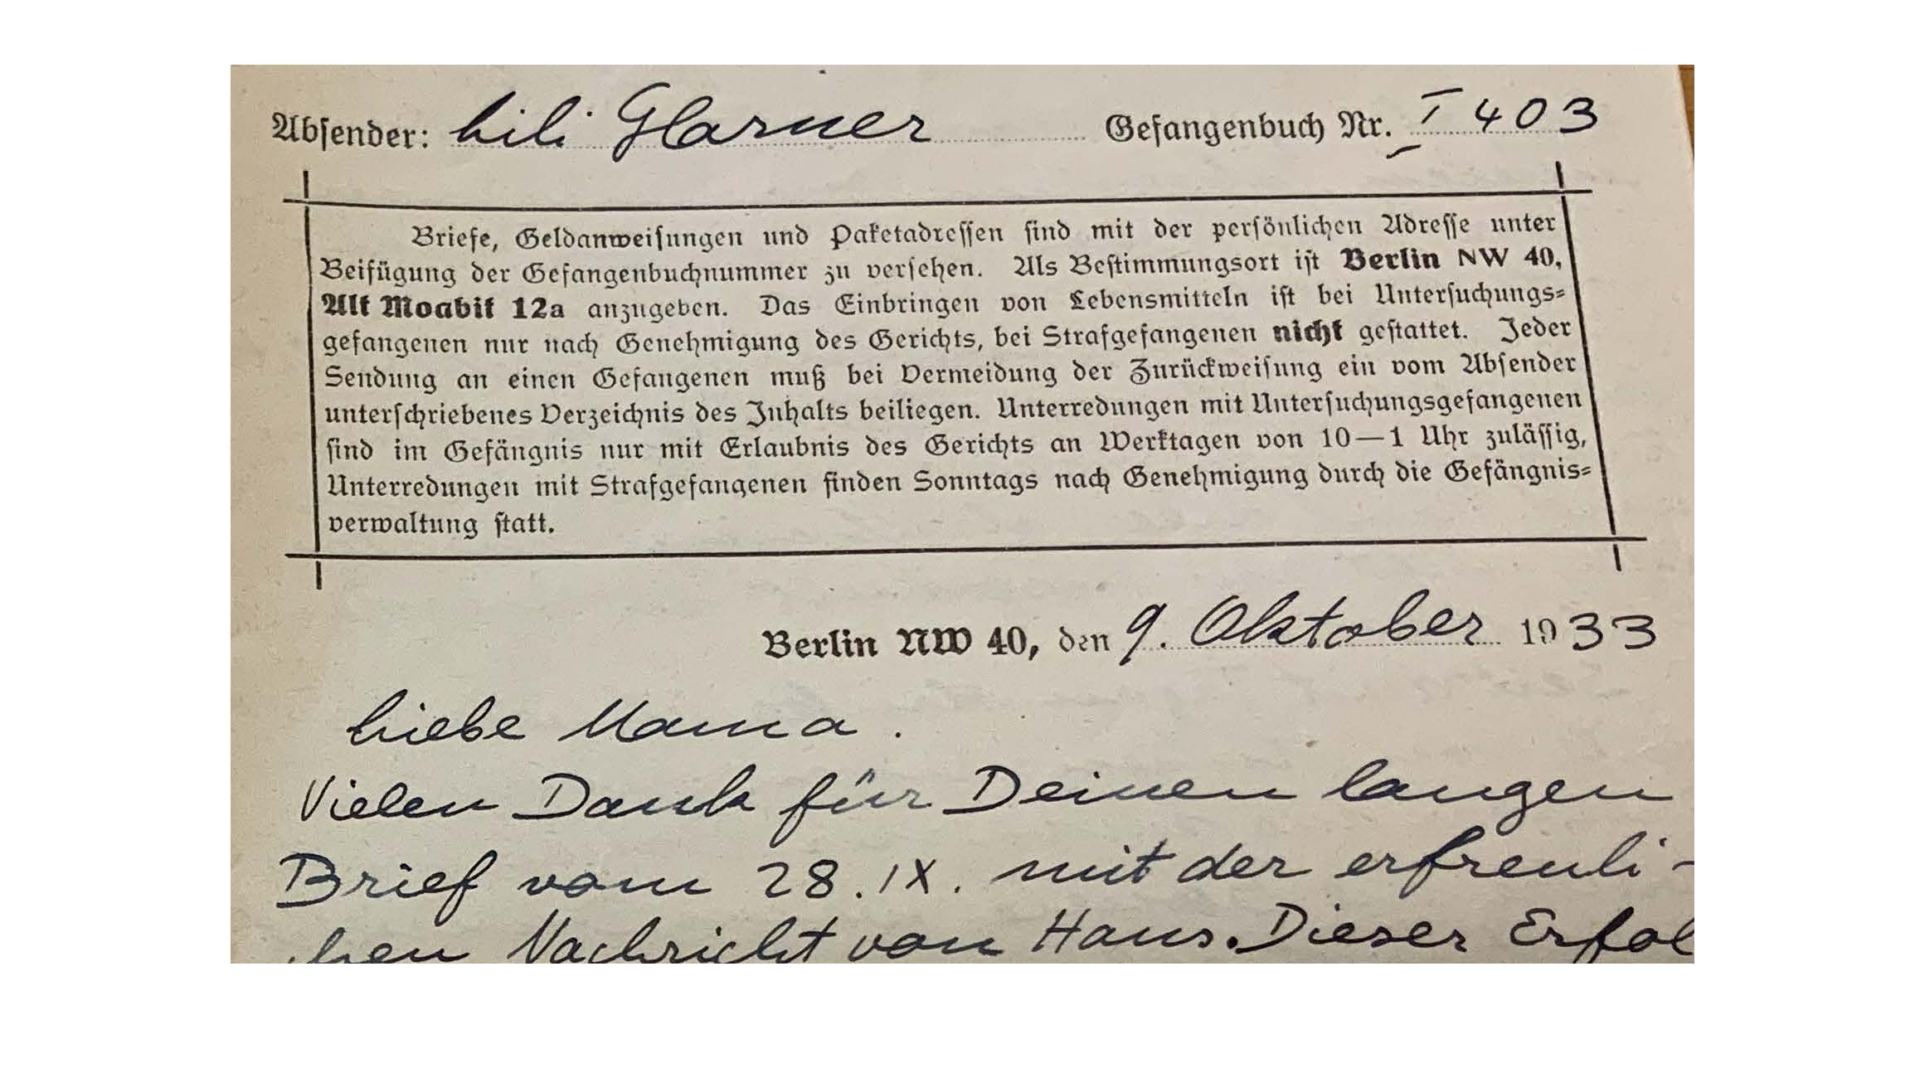 Absender: Lili Glarner Gefangenbuch Nr. I 403
Briefe, Geldanweisungen und Paketadressen sind mit der persönlichen Adresse unter
Beifügung der Gefangenbuchnummer zu versehen. Als Bestimmungsort ist Berlin NW 40,
Alt Moabit 12a anzugeben. Das Einbringen von Lebensmitteln ist bei Untersuchungs-
gefangenen nur nach Genehmigung des Gerichts, bei Strafgefangenen nicht gestattet. Jeder
Sendung an einen Gefangenen muß bei Vermeidung der Zurückweisung ein vom Absender
unterschriebenes Verzeichnis des Inhalts beiliegen. Unterredungen mit Untersuchungsgefangenen
sind im Gefängnis nur mit Erlaubnis des Gerichts an Werktagen von 10—1 Uhr zulässig,
Unterredungen mit Strafgefangenen finden Sonntags nach Genehmigung durch die Gefängnis-
verwaltung statt.
Berlin NW 40, den 9. Oktober 1933
Liebe Mama.
Vielen Dank für Deinen langen
Brief vom 28.IX. mit der erfreuli-
chen Nachricht von Hans. Dieser Erfol